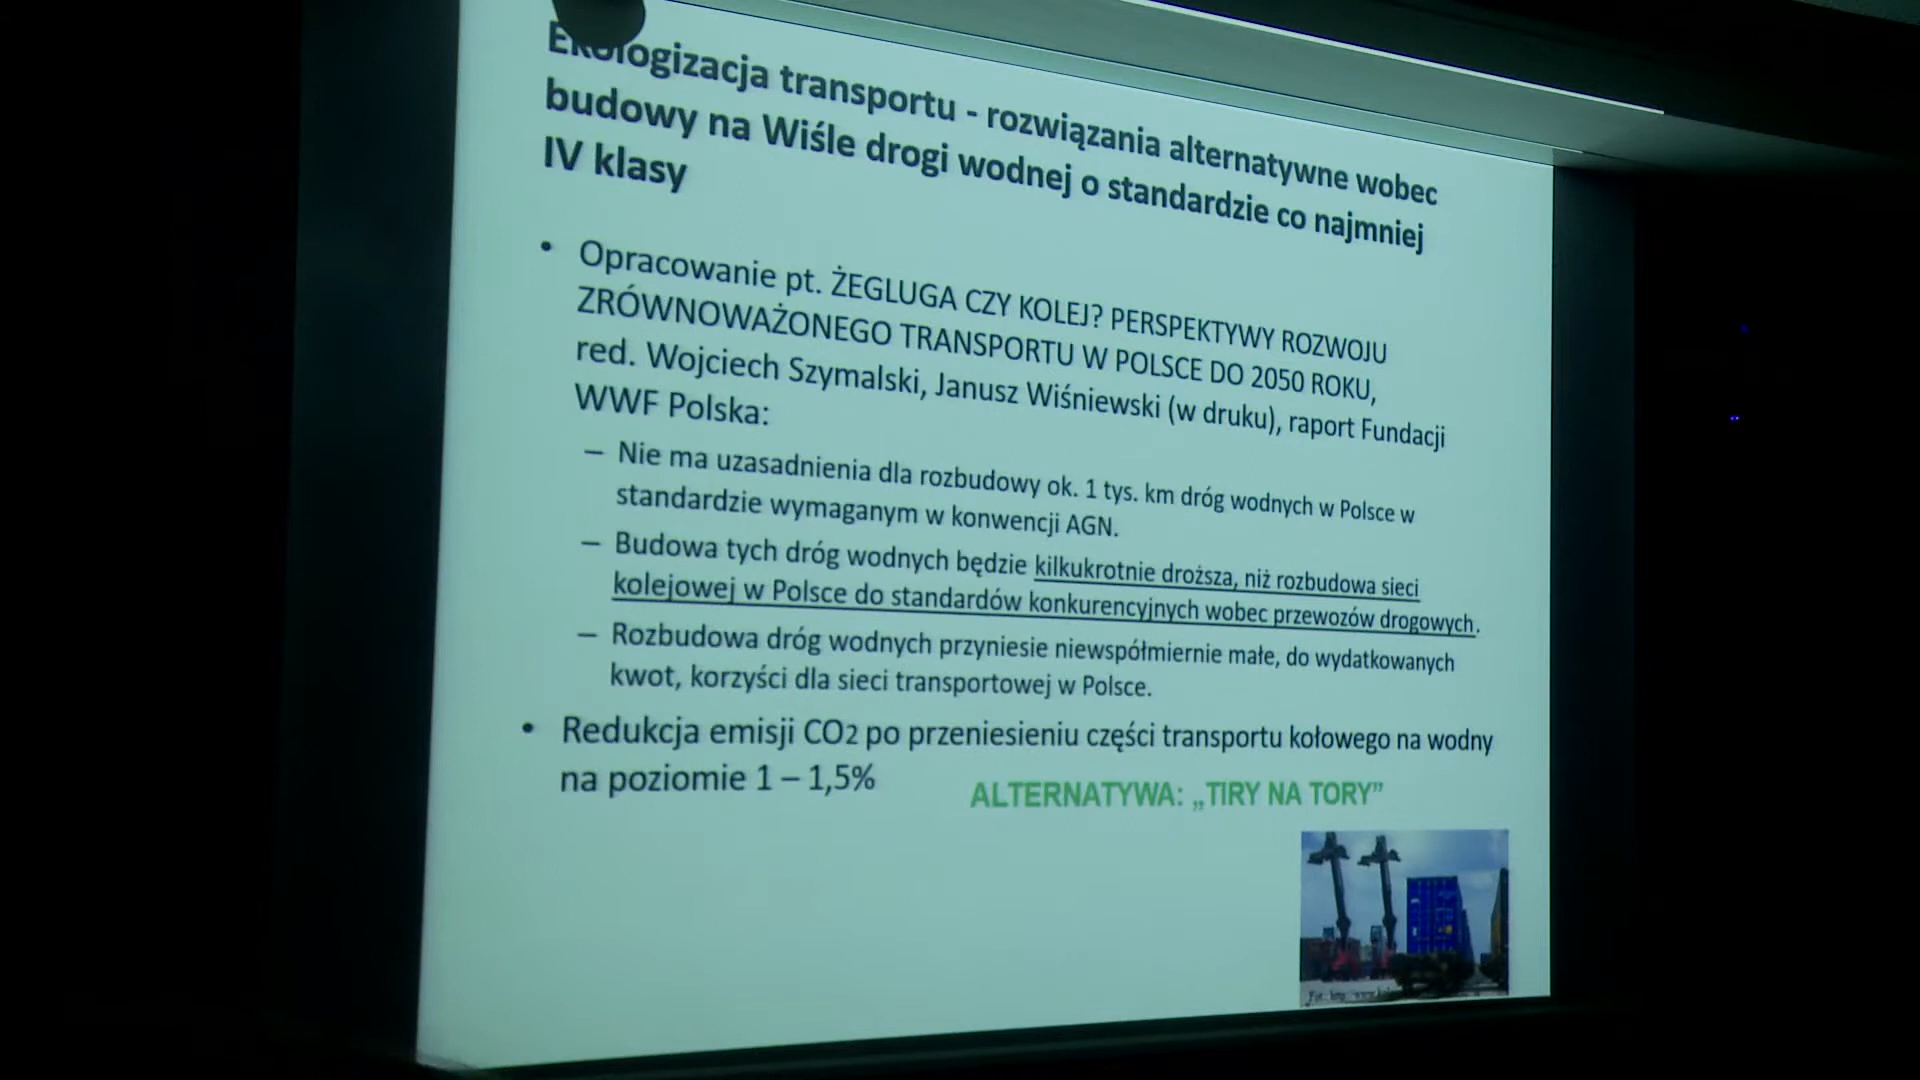 Ekologizacja transportu - rozwiązania alternatywne wobec
budowy na Wiśle drogi wodnej o standardzie co najmniej
IV klasy
• Opracowanie pt. ŻEGLUGA CZY KOLEJ? PERSPEKTYWY ROZWOJU
ZRÓWNOWAŻONEGO TRANSPORTU W POLSCE DO 2050 ROKU,
red. Wojciech Szymalski, Janusz Wiśniewski (w druku), raport Fundacji
WWF Polska:
– Nie ma uzasadnienia dla rozbudowy ok. 1 tys. km dróg wodnych w Polsce w
standardzie wymaganym w konwencji AGN.
– Budowa tych dróg wodnych będzie kilkukrotnie droższa, niż rozbudowa sieci
kolejowej w Polsce do standardów konkurencyjnych wobec przewozów drogowych.
– Rozbudowa dróg wodnych przyniesie niewspółmiernie małe, do wydatkowanych
kwot, korzyści dla sieci transportowej w Polsce.
• Redukcja emisji CO2 po przeniesieniu części transportu kołowego na wodny
na poziomie 1 – 1,5%
ALTERNATYWA: „TIRY NA TORY”